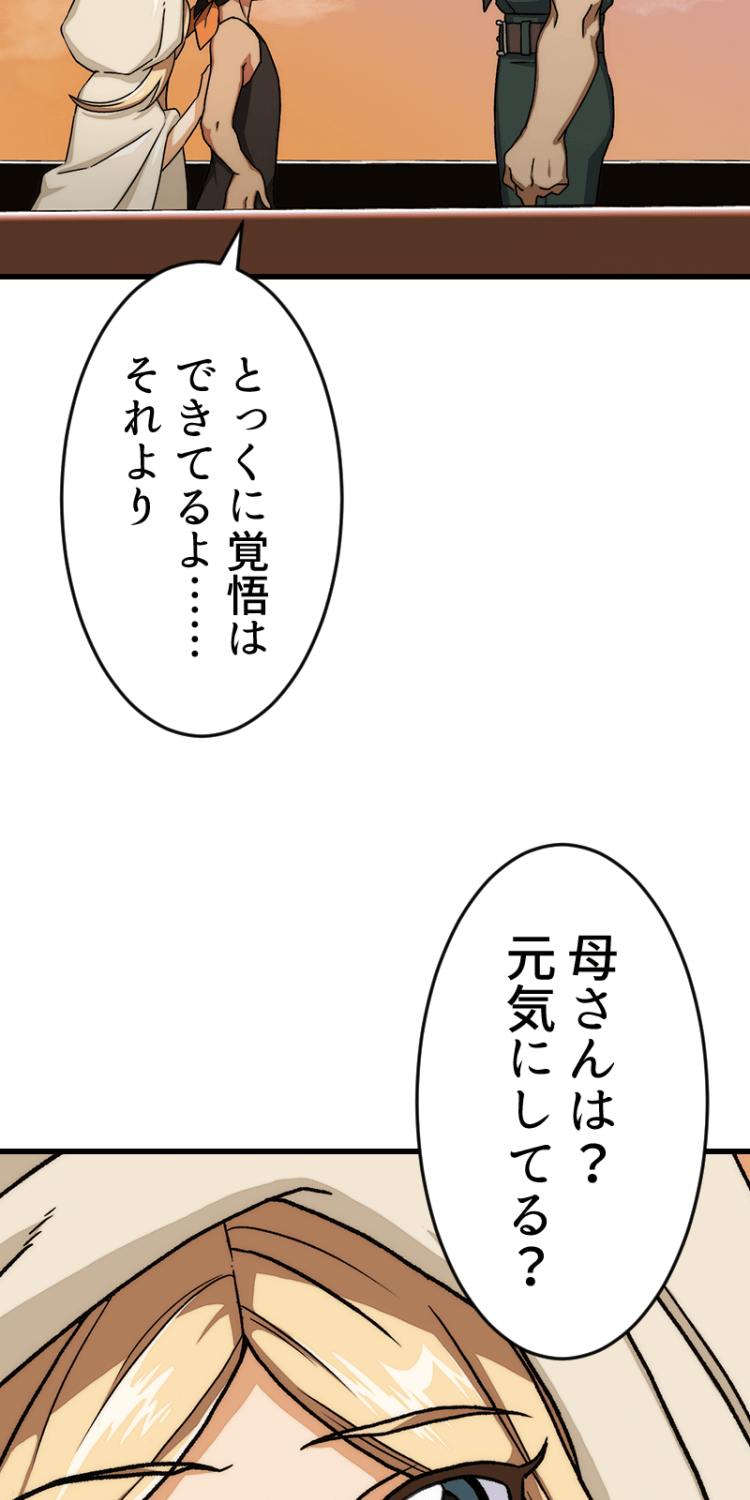 とっくに覚悟は
できてるよ……
それより
母さんは？
元気にしてる？